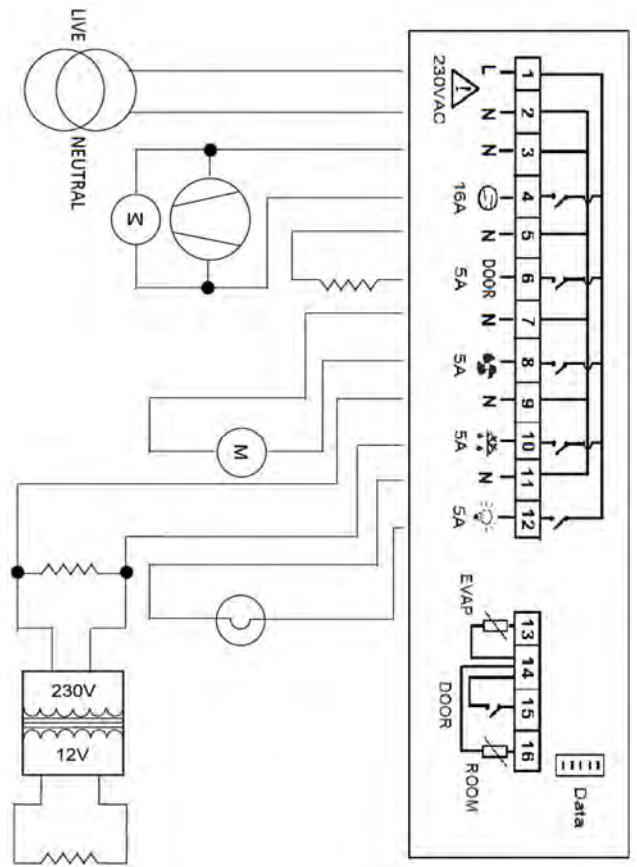 LIVE
NEUTRAL
M
M
230V
12V
230VAC
L
N
N
16A
N
DOOR
5A
N
5A
N
5A
N
5A
1
2
3
4
5
6
7
8
9
10
11
12
EVAP
DOOR
ROOM
13
14
15
16
Data